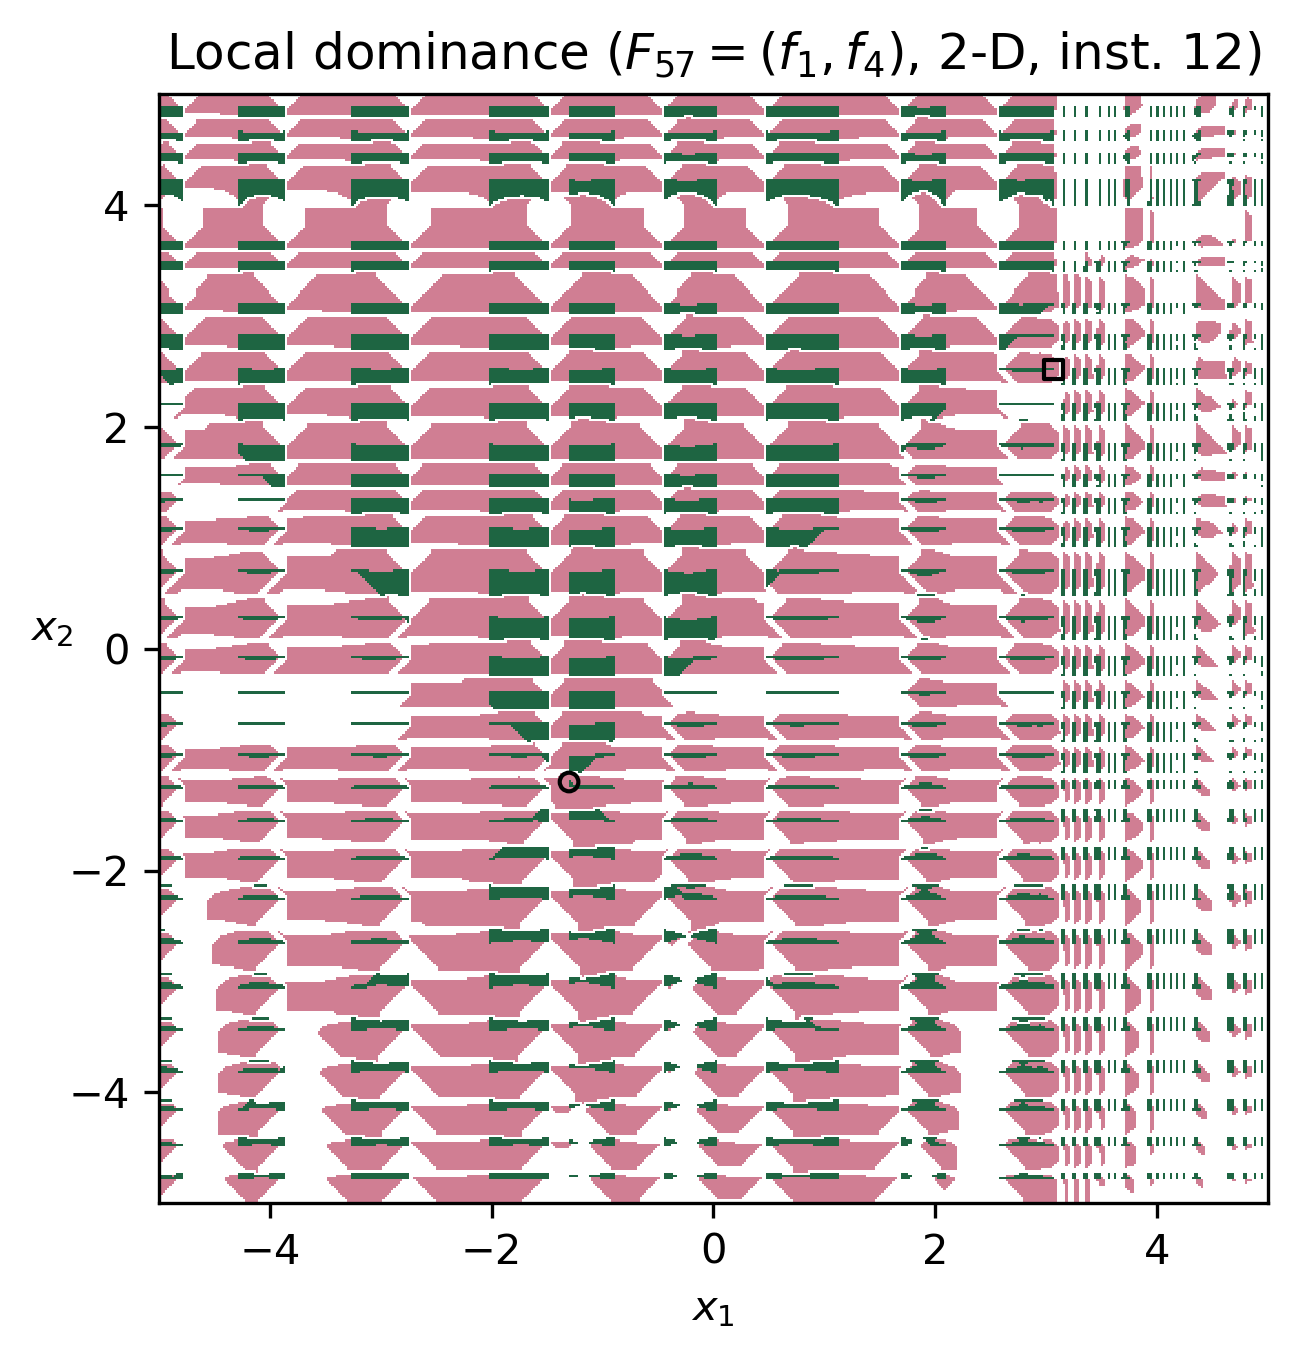 Local dominance (F₅₇ = (f₁, f₄), 2-D, inst. 12)
4
2
x₂
0
−2
−4
−4 −2 0 2 4
x₁